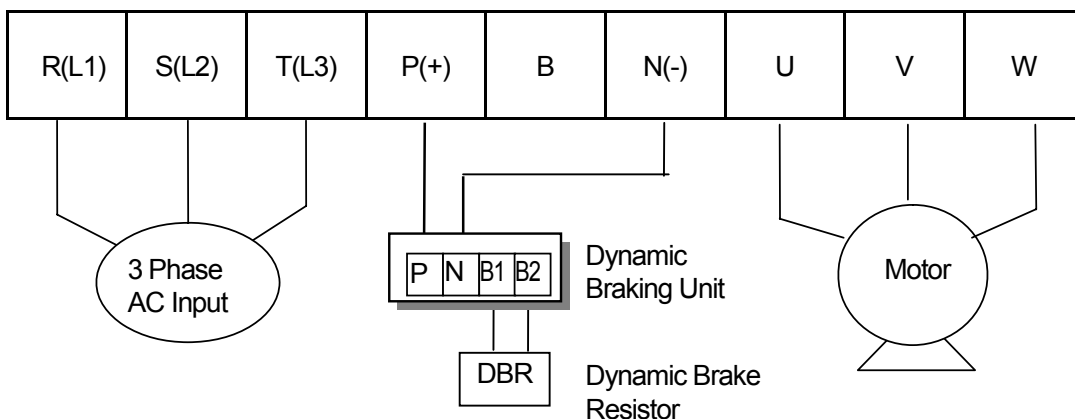 R(L1) S(L2) T(L3) P(+) B N(-) U V W
3 Phase
AC Input
P N B1 B2
Dynamic
Braking Unit
Motor
DBR
Dynamic Brake
Resistor